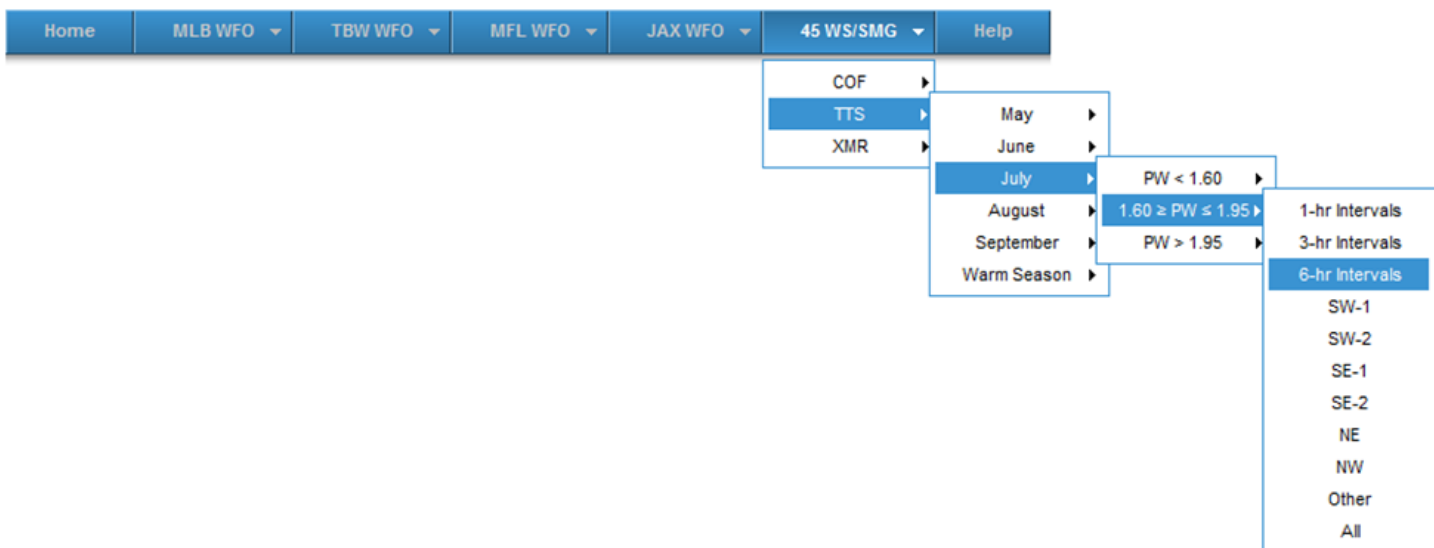 Home MLB WFO TBW WFO MFL WFO JAX WFO 45 WS/SMG Help
COF
TTS
XMR
May
June
July
August
September
Warm Season
PW < 1.60
1.60 ≥ PW ≤ 1.95
PW > 1.95
1-hr Intervals
3-hr Intervals
6-hr Intervals
SW-1
SW-2
SE-1
SE-2
NE
NW
Other
All